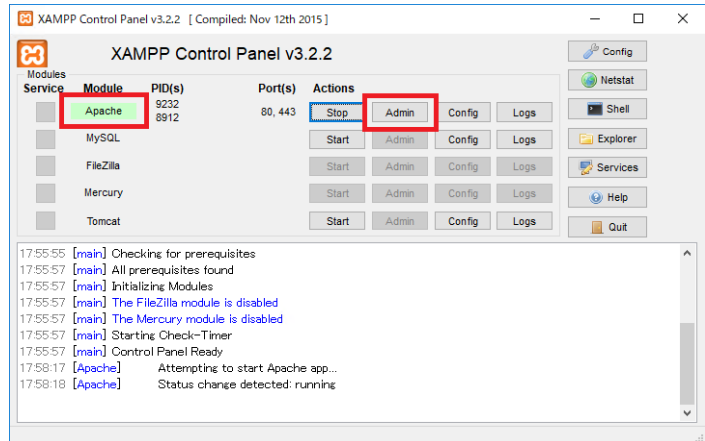 XAMPP Control Panel v3.2.2 [ Compiled: Nov 12th 2015 ]
XAMPP Control Panel v3.2.2
Config
Netstat
Shell
Explorer
Services
Help
Quit
Modules
Service Module PID(s) Port(s) Actions
Apache 9232 8912 80, 443 Stop Admin Config Logs
MySQL Start Admin Config Logs
FileZilla Start Admin Config Logs
Mercury Start Admin Config Logs
Tomcat Start Admin Config Logs
17:55:55 [main] Checking for prerequisites
17:55:57 [main] All prerequisites found
17:55:57 [main] Initializing Modules
17:55:57 [main] The FileZilla module is disabled
17:55:57 [main] The Mercury module is disabled
17:55:57 [main] Starting Check-Timer
17:55:57 [main] Control Panel Ready
17:58:17 [Apache] Attempting to start Apache app...
17:58:18 [Apache] Status change detected: running